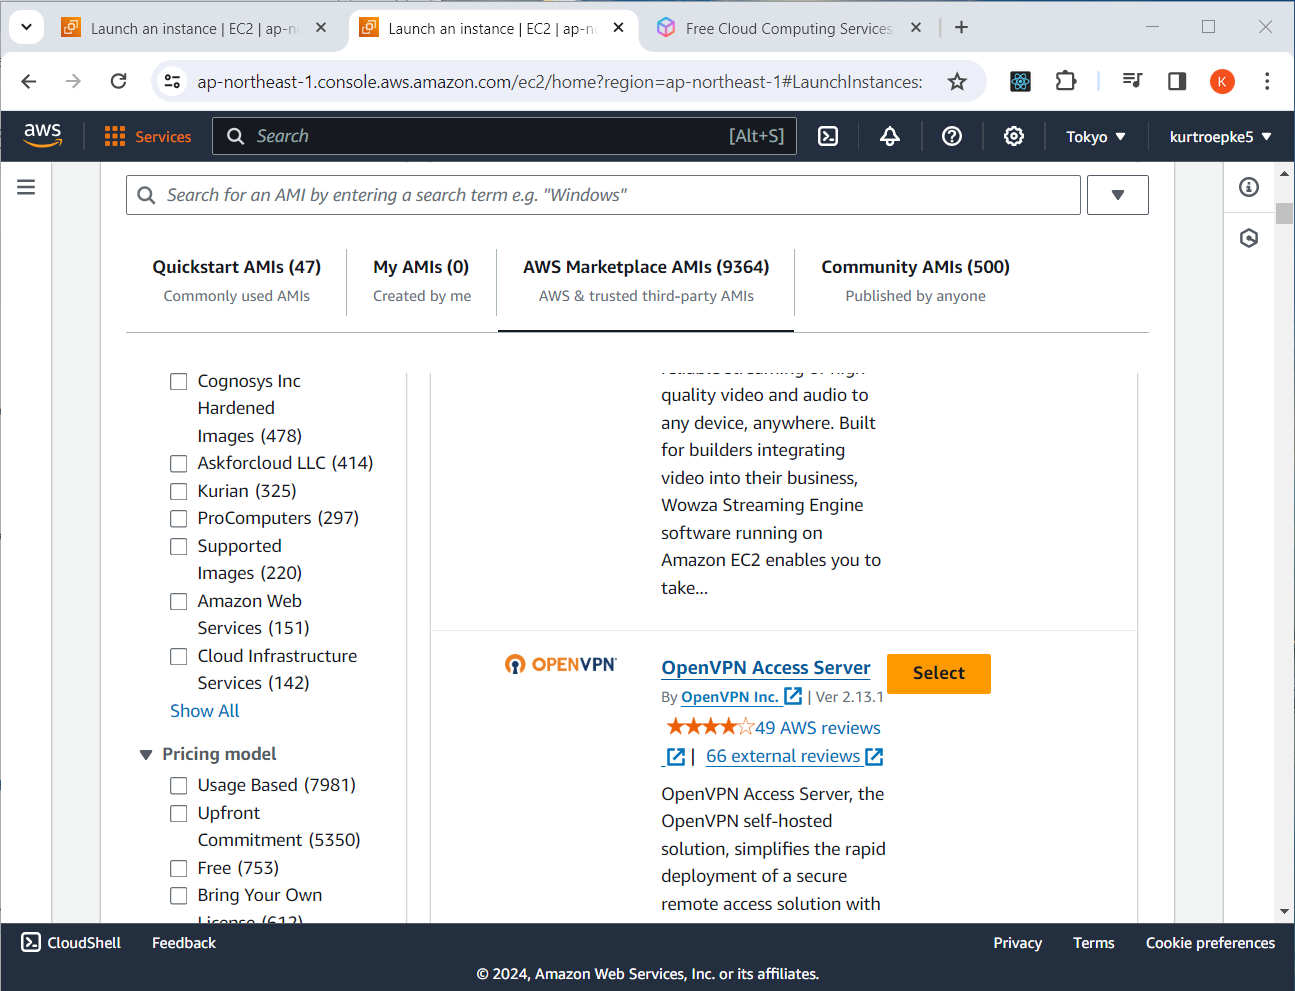 Launch an instance | EC2 | ap-no
Launch an instance | EC2 | ap-no
Free Cloud Computing Services
ap-northeast-1.console.aws.amazon.com/ec2/home?region=ap-northeast-1#LaunchInstances:
K
aws
Services
Search
[Alt+S]
Tokyo
kurtroepke5
Search for an AMI by entering a search term e.g. "Windows"
Quickstart AMIs (47)
Commonly used AMIs
My AMIs (0)
Created by me
AWS Marketplace AMIs (9364)
AWS & trusted third-party AMIs
Community AMIs (500)
Published by anyone
Cognosys Inc
Hardened
Images (478)
Askforcloud LLC (414)
Kurian (325)
ProComputers (297)
Supported
Images (220)
Amazon Web
Services (151)
Cloud Infrastructure
Services (142)
Show All
Pricing model
Usage Based (7981)
Upfront
Commitment (5350)
Free (753)
Bring Your Own
License (612)
reliable streaming of high
quality video and audio to
any device, anywhere. Built
for builders integrating
video into their business,
Wowza Streaming Engine
software running on
Amazon EC2 enables you to
take...
OPENVPN
OpenVPN Access Server
Select
By OpenVPN Inc. | Ver 2.13.1
49 AWS reviews
| 66 external reviews
OpenVPN Access Server, the
OpenVPN self-hosted
solution, simplifies the rapid
deployment of a secure
remote access solution with
CloudShell
Feedback
Privacy
Terms
Cookie preferences
© 2024, Amazon Web Services, Inc. or its affiliates.